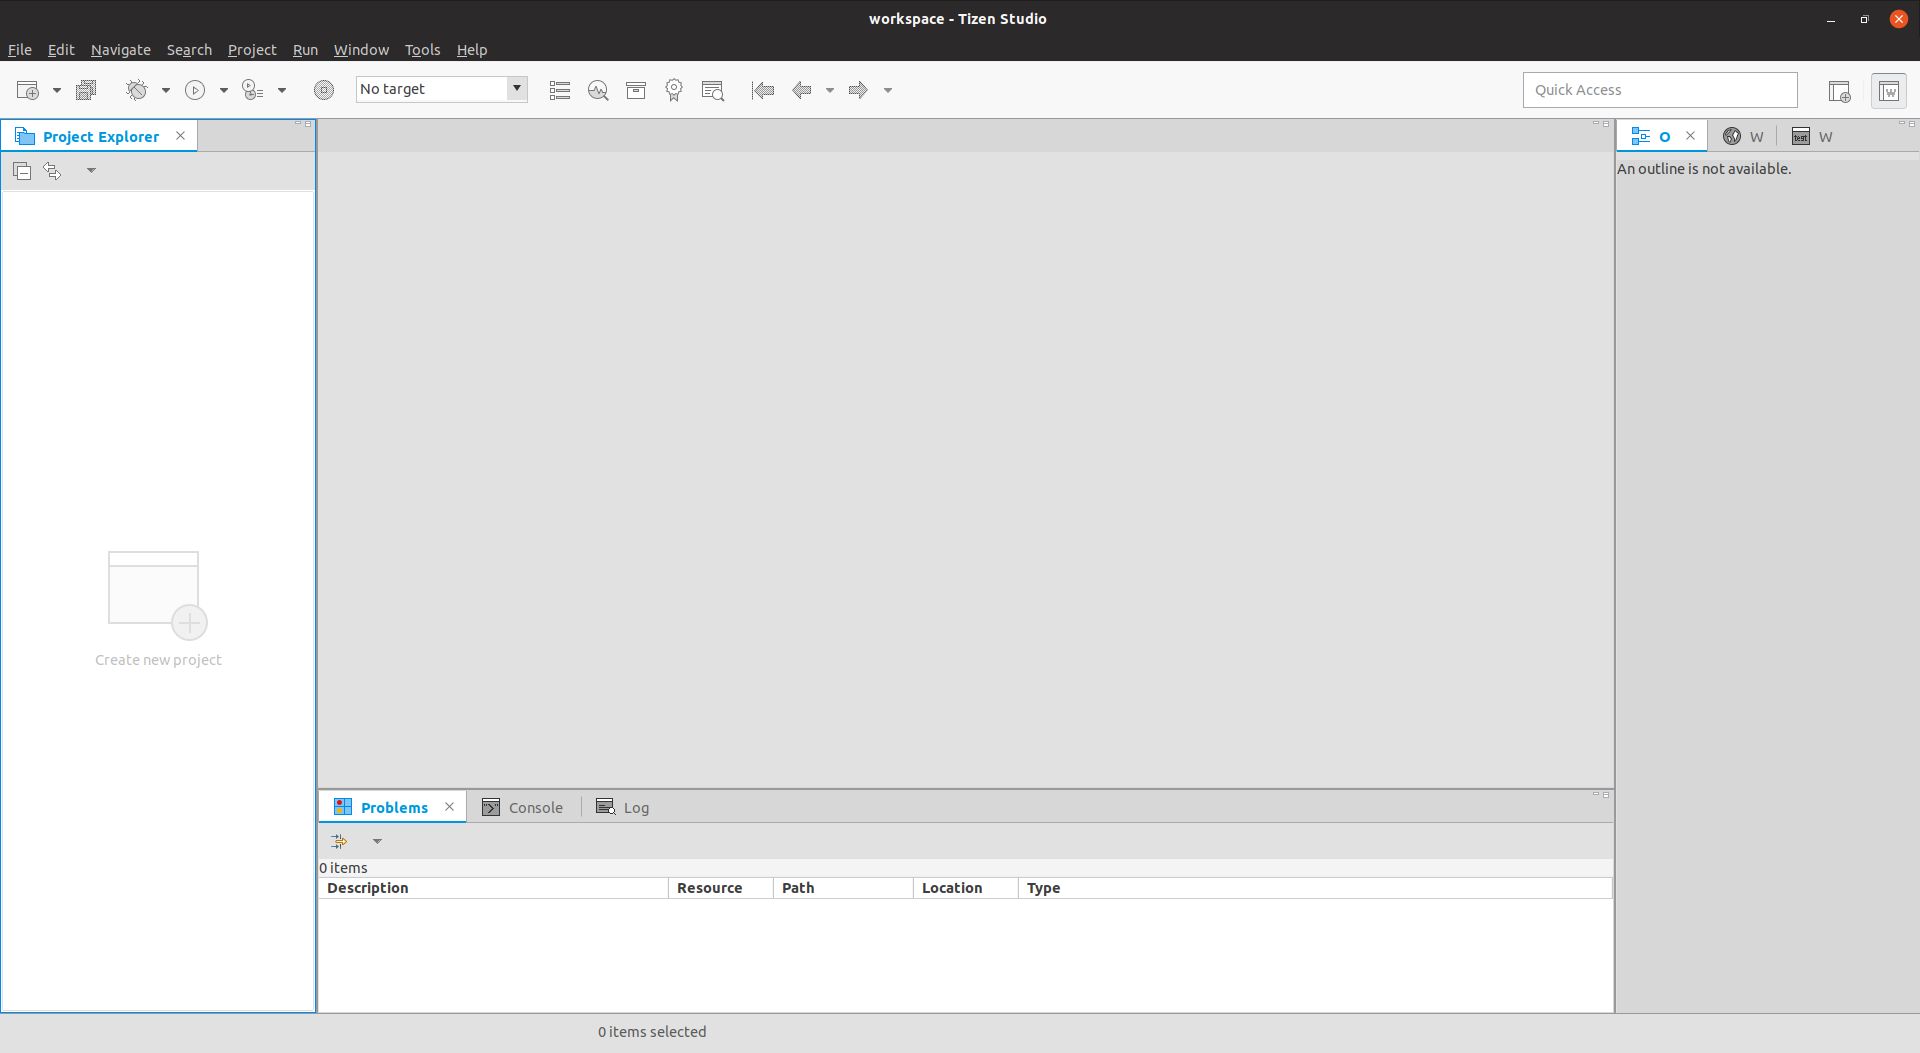 workspace - Tizen Studio
File Edit Navigate Search Project Run Window Tools Help
No target
Quick Access
W
Project Explorer
O
W
test
W
An outline is not available.
Create new project
Problems
Console
Log
0 items
Description Resource Path Location Type
0 items selected